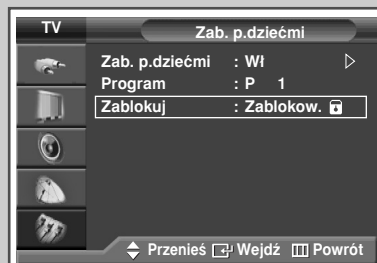 TV
Zab. p.dziećmi
Zab. p.dziećmi : Wł
Program : P 1
Zablokuj : Zablokow.
Przenieś Wejdź Powrót